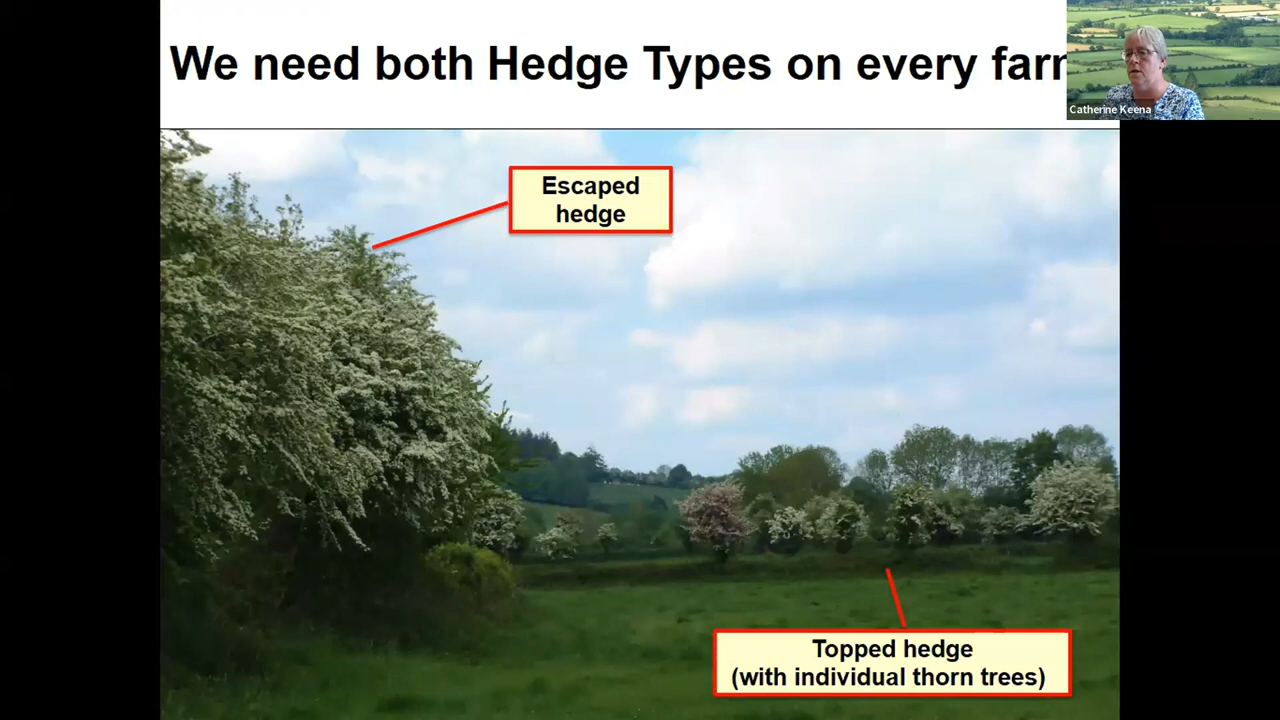 We need both Hedge Types on every farm
Catherine Keena
Escaped
hedge
Topped hedge
(with individual thorn trees)